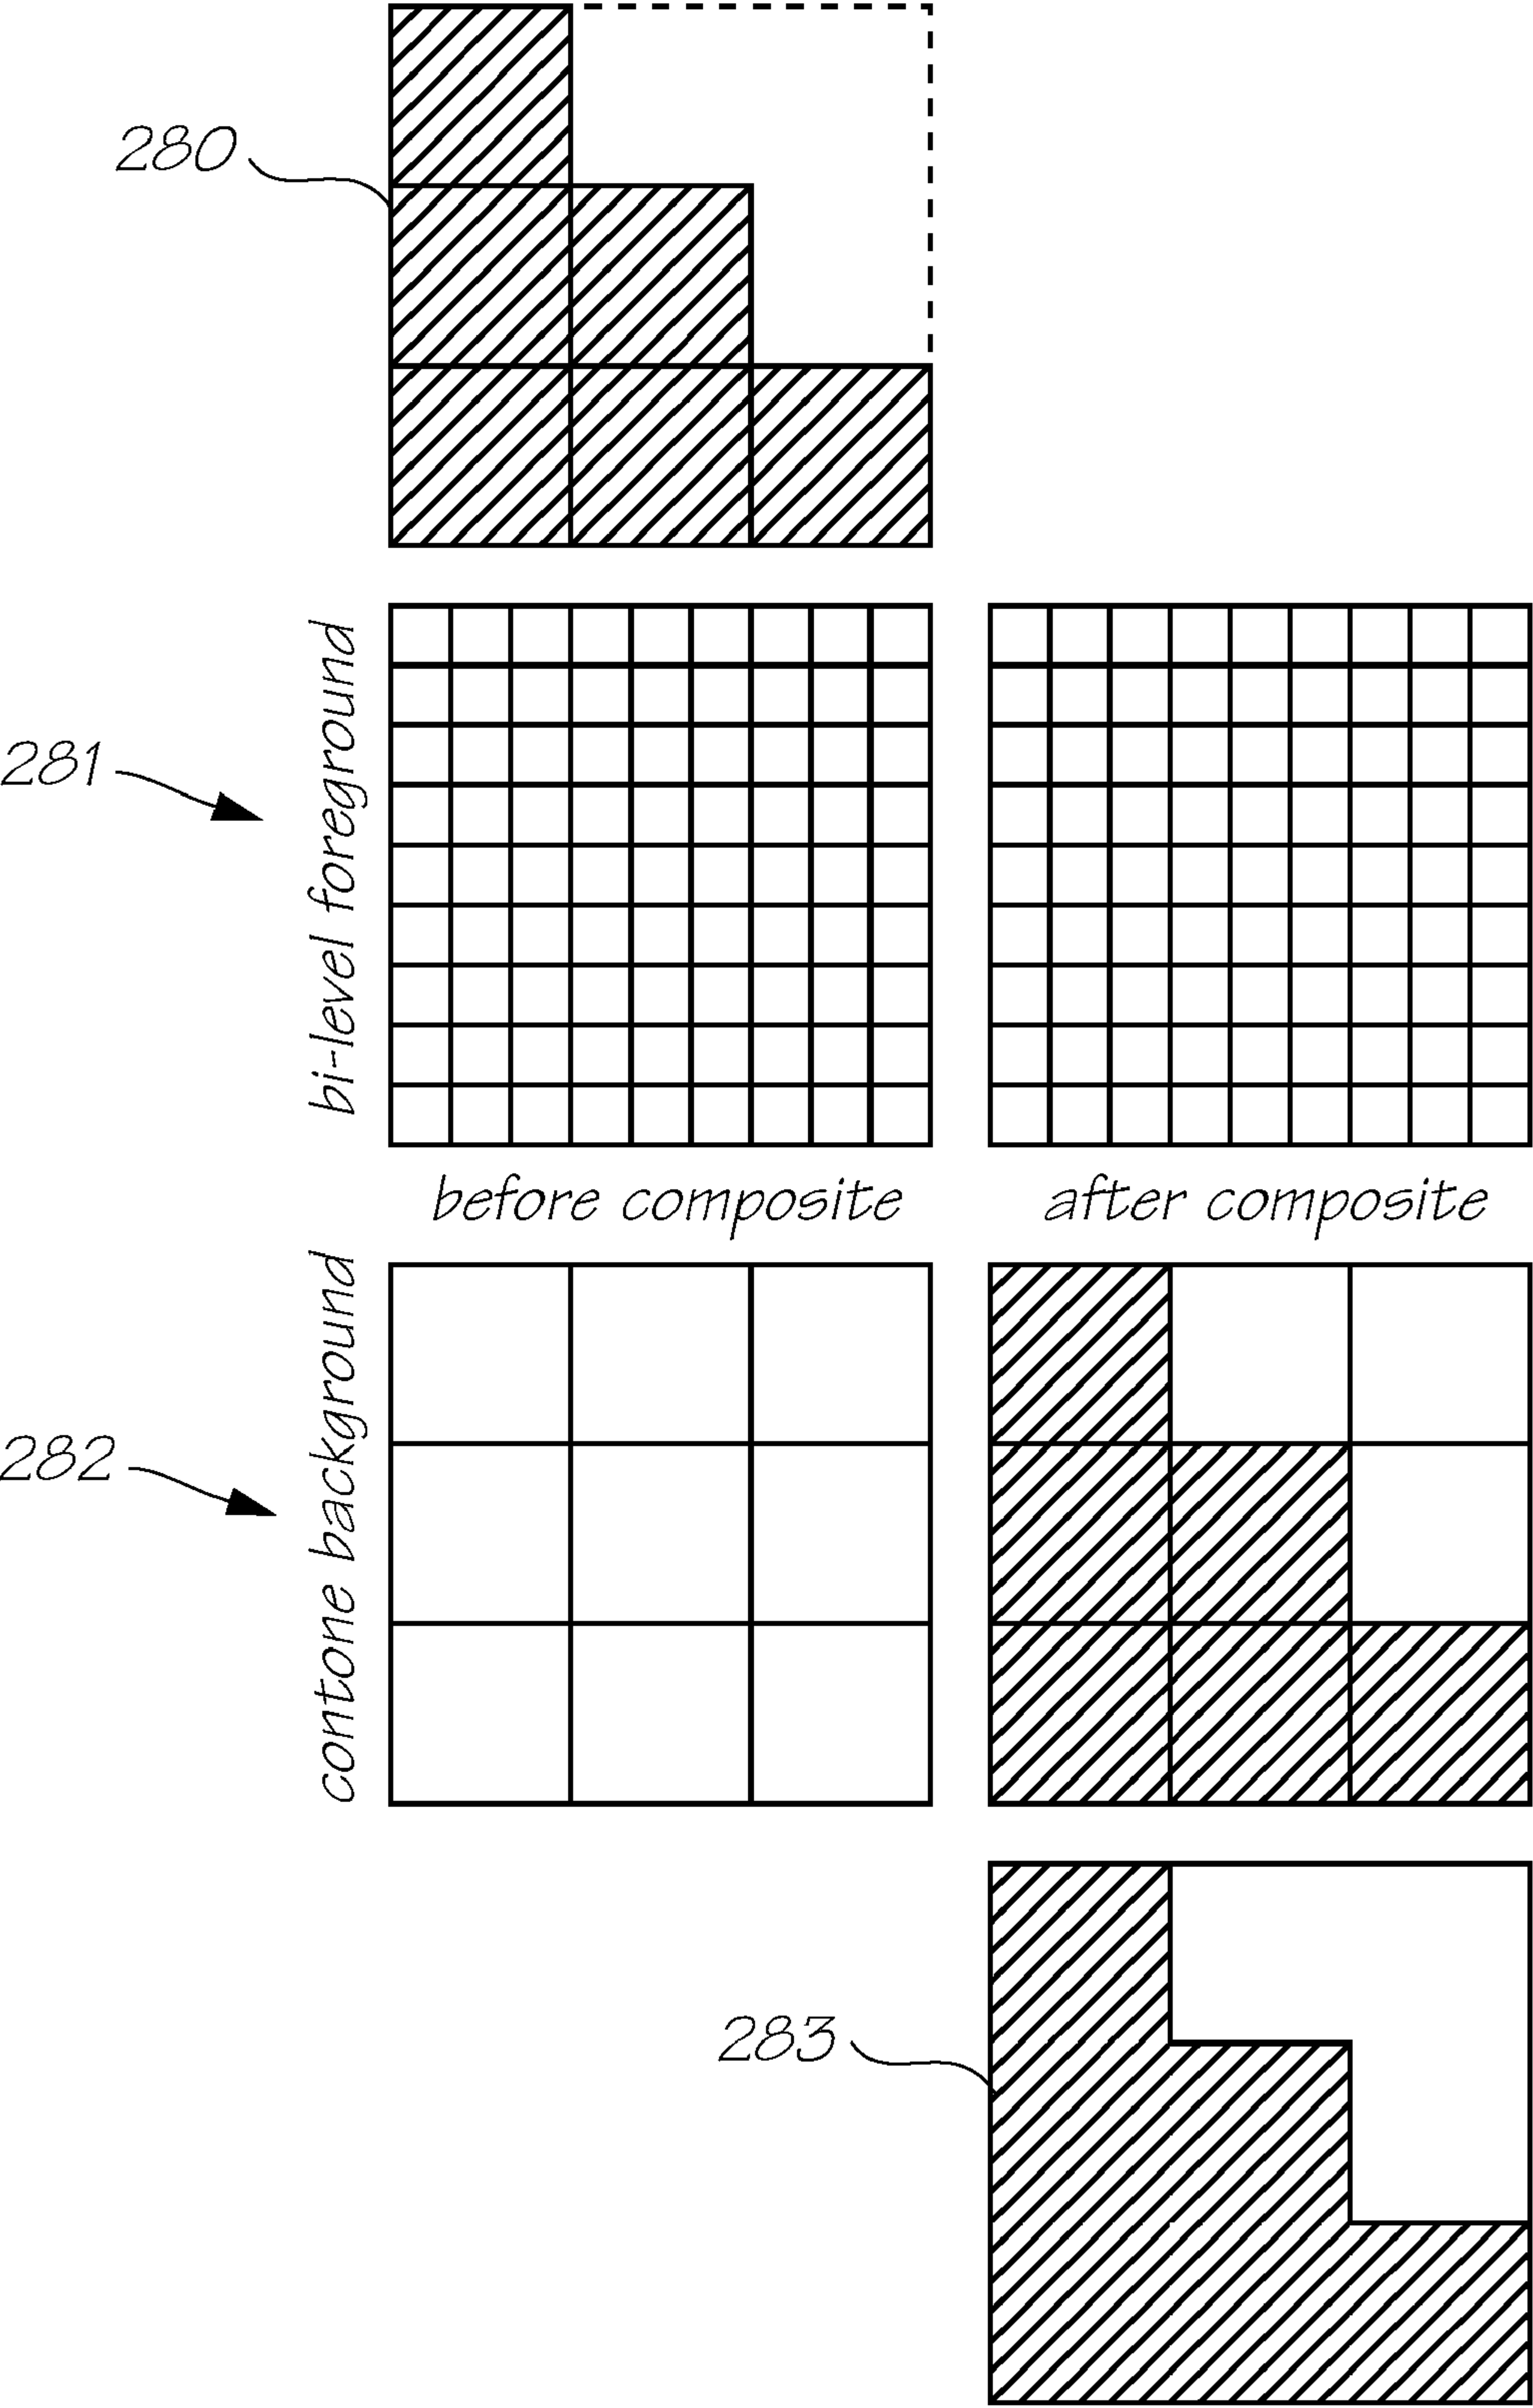 280
281
bi-level foreground
before composite
after composite
282
contone background
283